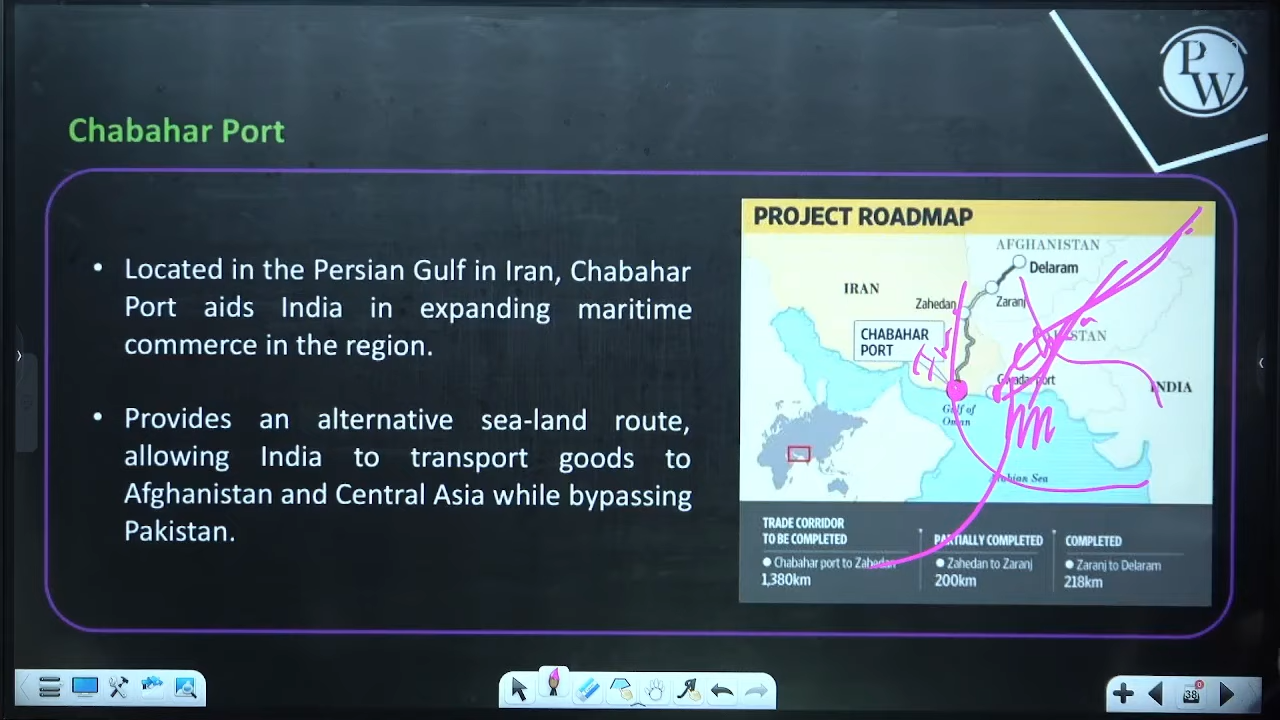 PW
Chabahar Port
• Located in the Persian Gulf in Iran, Chabahar
Port aids India in expanding maritime
commerce in the region.
• Provides an alternative sea-land route,
allowing India to transport goods to
Afghanistan and Central Asia while bypassing
Pakistan.
PROJECT ROADMAP
AFGHANISTAN
Delaram
IRAN
Zahedan
Zaranj
CHABAHAR
PORT
Gulf of
Oman
INDIA
Arabian Sea
TRADE CORRIDOR
TO BE COMPLETED
● Chabahar port to Zahedan
1,380km
PARTIALLY COMPLETED
● Zahedan to Zaranj
200km
COMPLETED
● Zaranj to Delaram
218km
38